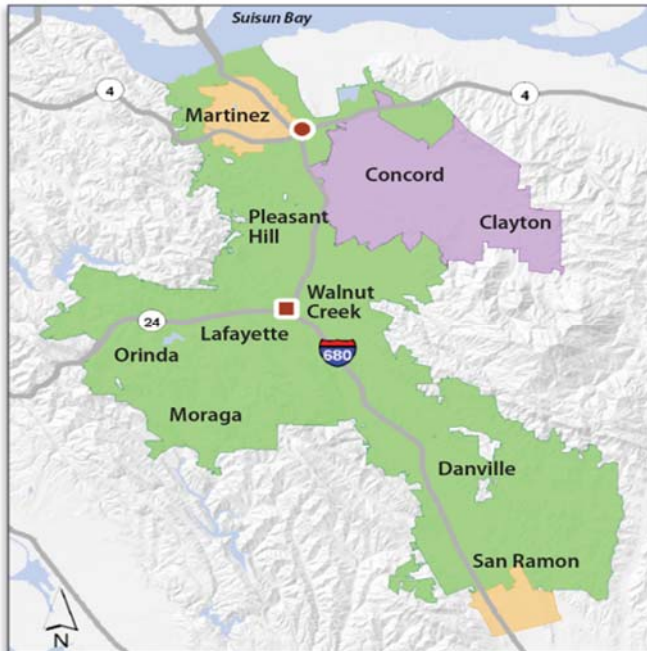 Suisun Bay
4
4
Martinez
Concord
Clayton
Pleasant
Hill
Walnut
Creek
24
Lafayette
680
Orinda
Moraga
Danville
San Ramon
N